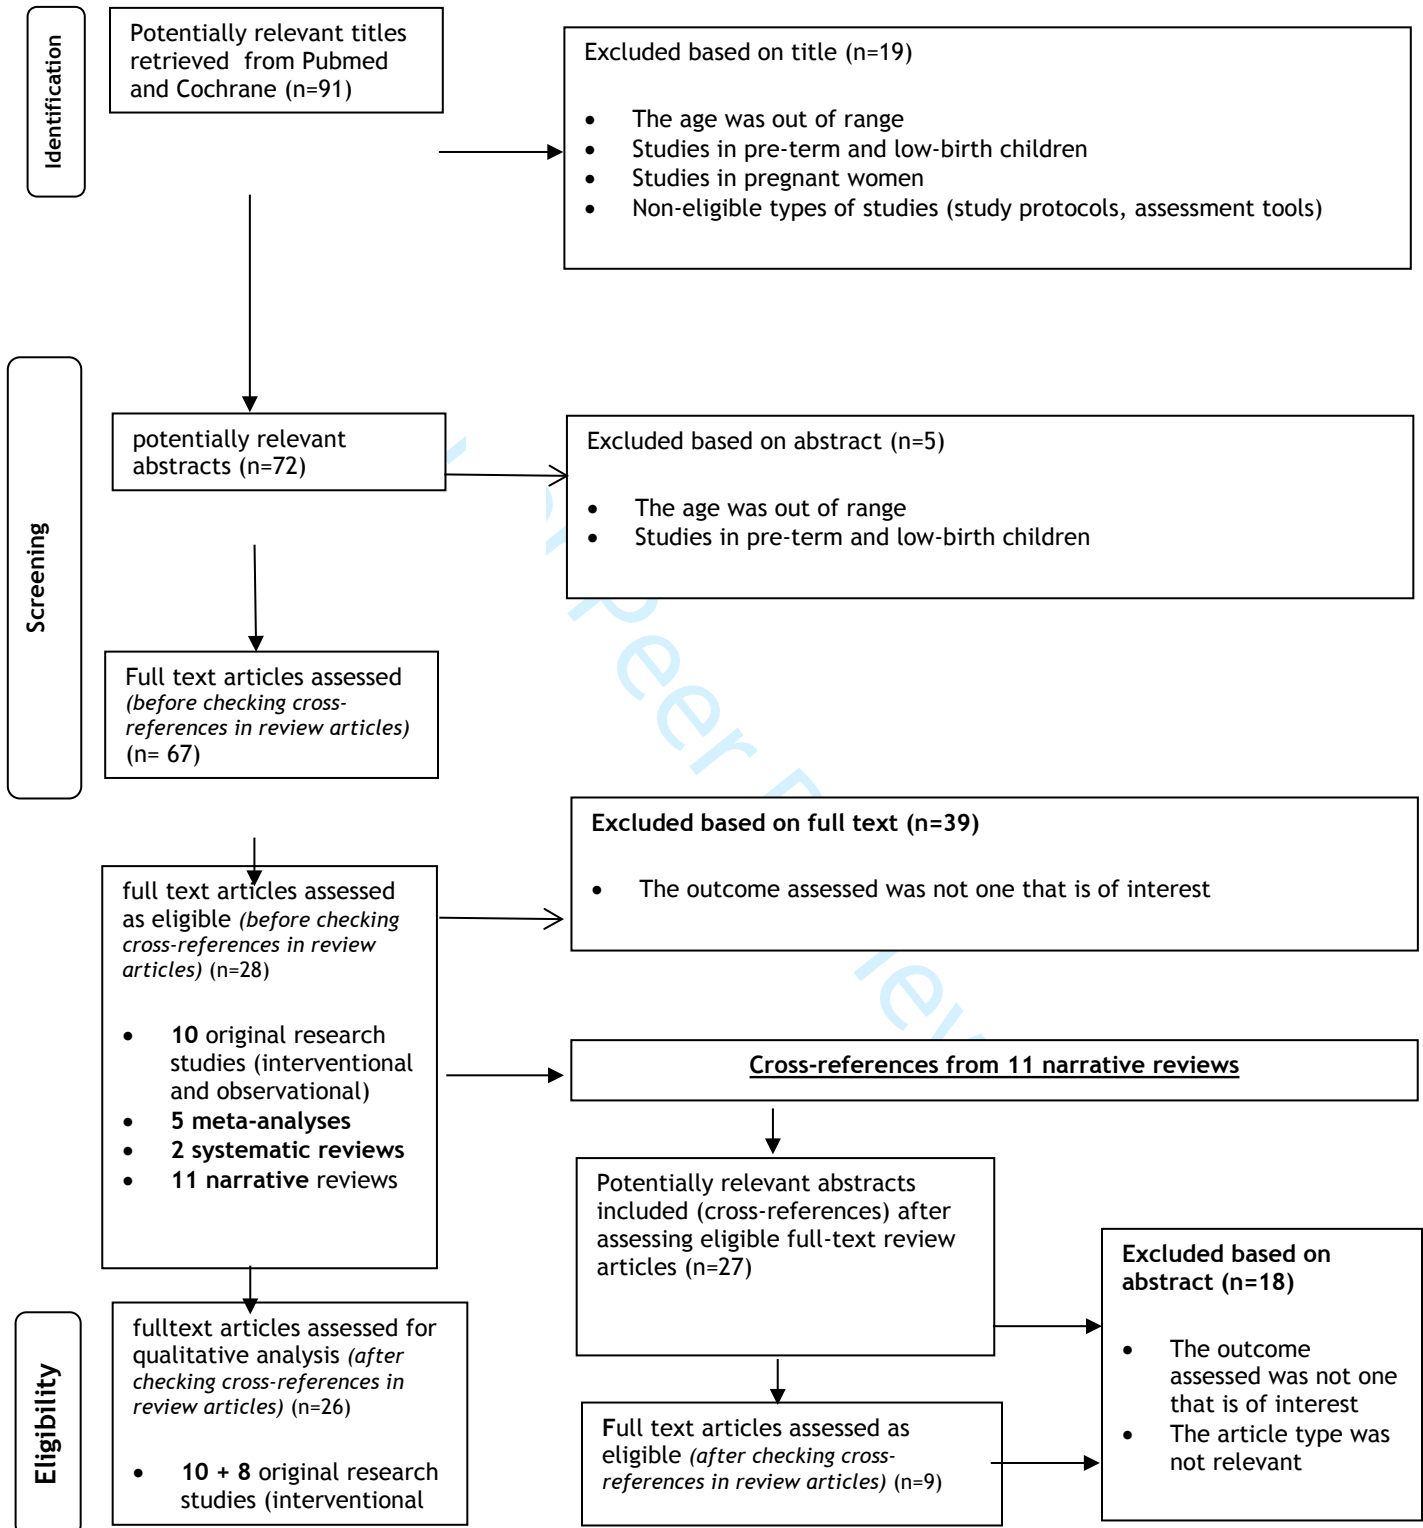 Identification
Potentially relevant titles
retrieved from Pubmed
and Cochrane (n=91)
Excluded based on title (n=19)
• The age was out of range
• Studies in pre-term and low-birth children
• Studies in pregnant women
• Non-eligible types of studies (study protocols, assessment tools)
Screening
potentially relevant
abstracts (n=72)
Excluded based on abstract (n=5)
• The age was out of range
• Studies in pre-term and low-birth children
Full text articles assessed
(before checking cross-
references in review articles)
(n= 67)
Excluded based on full text (n=39)
• The outcome assessed was not one that is of interest
full text articles assessed
as eligible (before checking
cross-references in review
articles) (n=28)
• 10 original research
studies (interventional
and observational)
• 5 meta-analyses
• 2 systematic reviews
• 11 narrative reviews
Cross-references from 11 narrative reviews
Potentially relevant abstracts
included (cross-references) after
assessing eligible full-text review
articles (n=27)
Excluded based on
abstract (n=18)
• The outcome
assessed was not one
that is of interest
• The article type was
not relevant
Eligibility
fulltext articles assessed for
qualitative analysis (after
checking cross-references in
review articles) (n=26)
• 10 + 8 original research
studies (interventional
Full text articles assessed as
eligible (after checking cross-
references in review articles) (n=9)
Peer